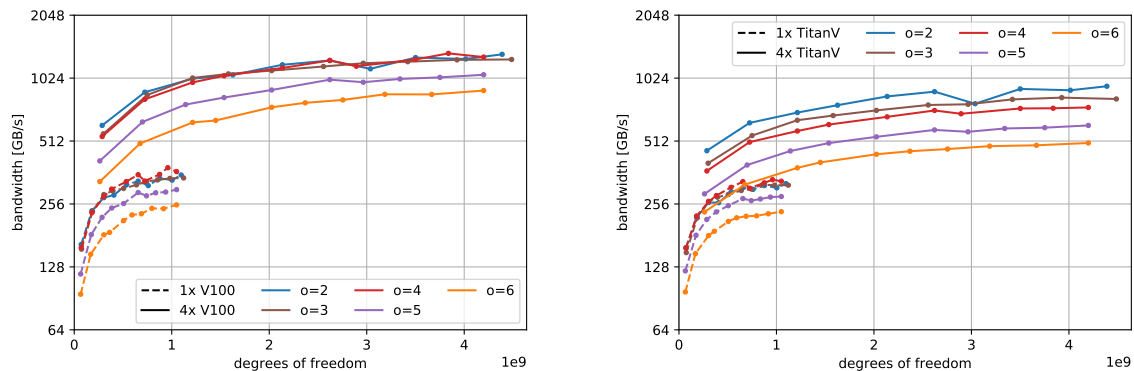 2048
1024
512
256
128
64
bandwidth [GB/s]
1x V100
4x V100
o=2
o=3
o=4
o=5
o=6
0 1 2 3 4
1e9
degrees of freedom
2048
1024
512
256
128
64
bandwidth [GB/s]
1x TitanV
4x TitanV
o=2
o=3
o=4
o=5
o=6
0 1 2 3 4
1e9
degrees of freedom